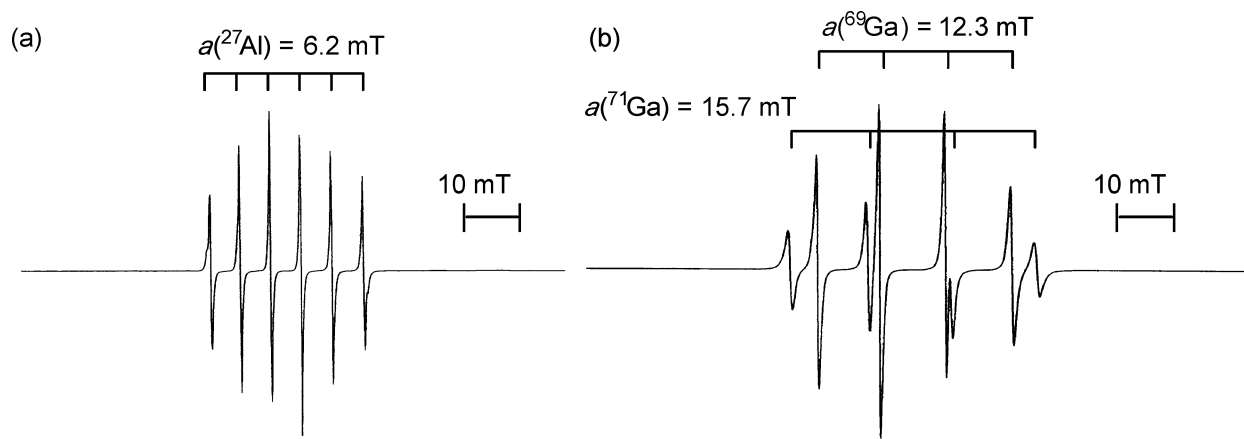 (a)
a(²⁷Al) = 6.2 mT
10 mT
(b)
a(⁶⁹Ga) = 12.3 mT
a(⁷¹Ga) = 15.7 mT
10 mT